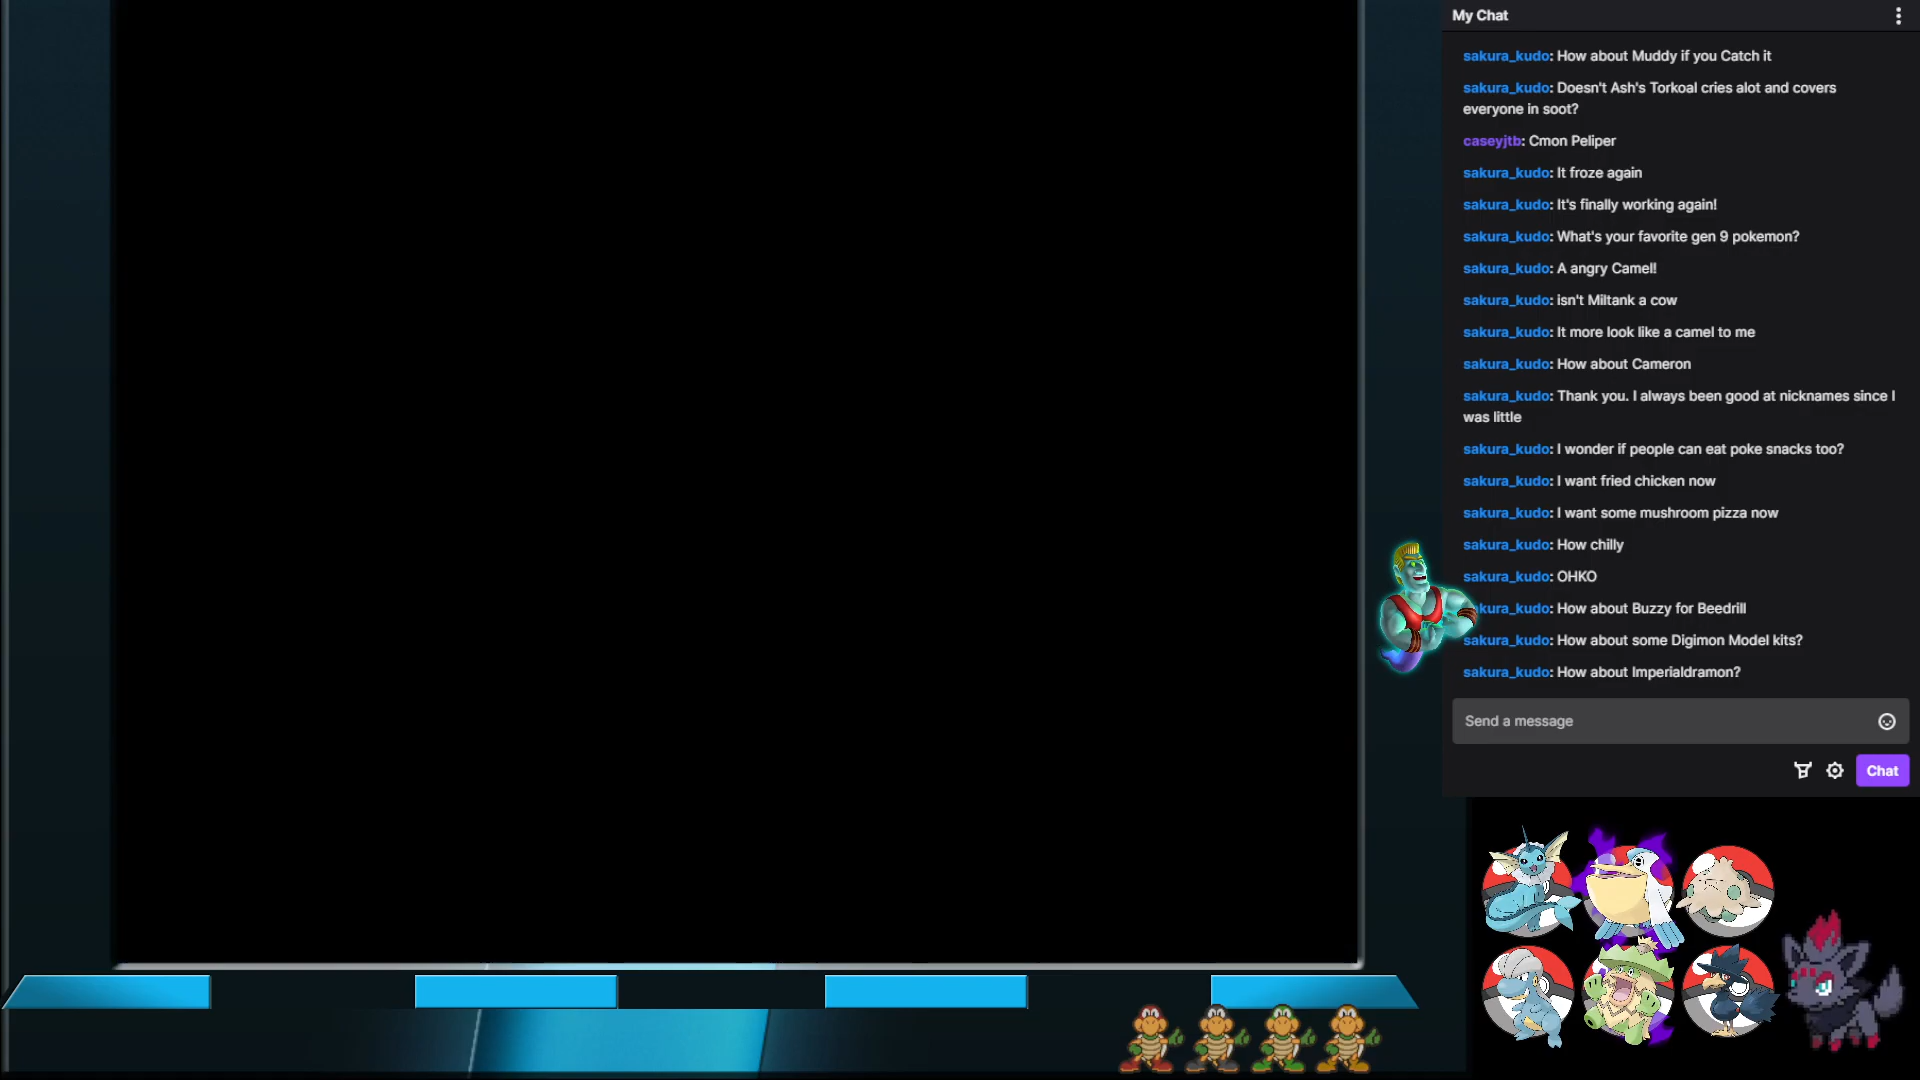 My Chat
sakura_kudo: How about Muddy if you Catch it
sakura_kudo: Doesn't Ash's Torkoal cries alot and covers
everyone in soot?
caseyjtb: Cmon Peliper
sakura_kudo: It froze again
sakura_kudo: It's finally working again!
sakura_kudo: What's your favorite gen 9 pokemon?
sakura_kudo: A angry Camel!
sakura_kudo: isn't Miltank a cow
sakura_kudo: It more look like a camel to me
sakura_kudo: How about Cameron
sakura_kudo: Thank you. I always been good at nicknames since I
was little
sakura_kudo: I wonder if people can eat poke snacks too?
sakura_kudo: I want fried chicken now
sakura_kudo: I want some mushroom pizza now
sakura_kudo: How chilly
sakura_kudo: OHKO
akura_kudo: How about Buzzy for Beedrill
sakura_kudo: How about some Digimon Model kits?
sakura_kudo: How about Imperialdramon?
Send a message
Chat